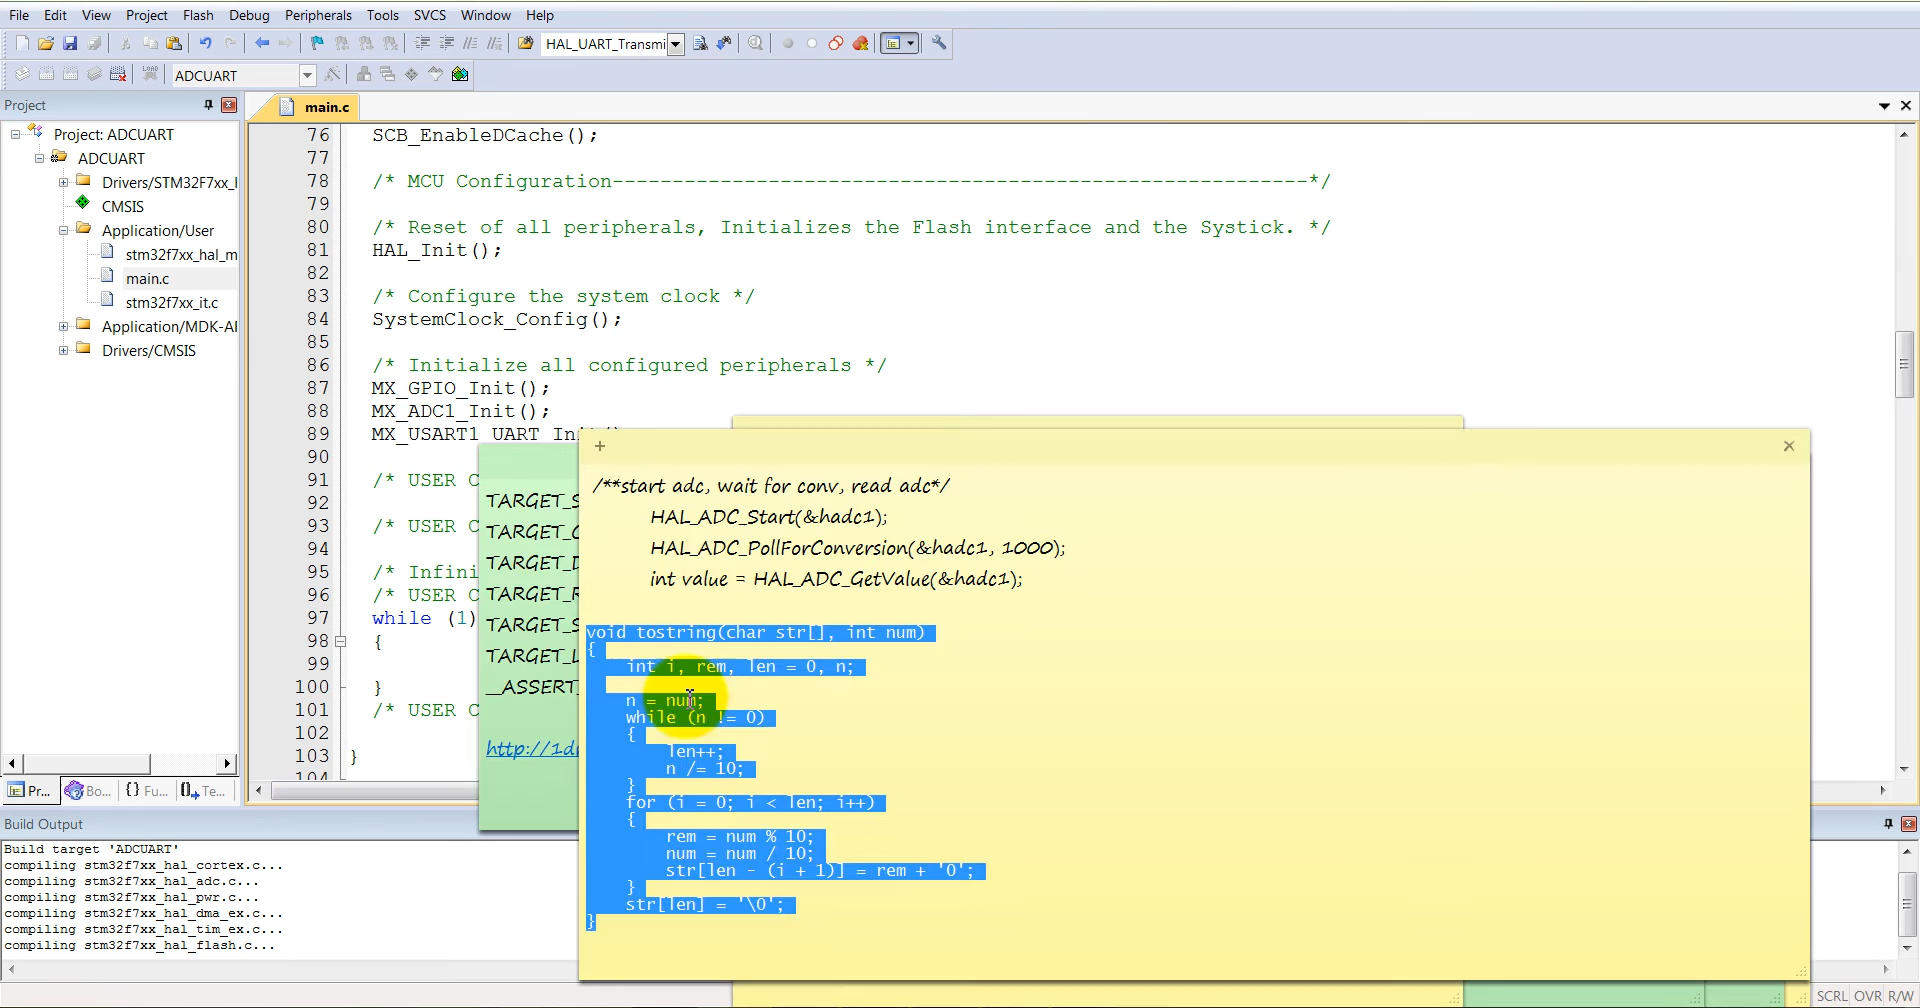 File Edit View Project Flash Debug Peripherals Tools SVCS Window Help
HAL_UART_Transmi
LOAD
ADCUART
Project
main.c
Project: ADCUART
ADCUART
Drivers/STM32F7xx_
CMSIS
Application/User
stm32f7xx_hal_m
main.c
stm32f7xx_it.c
Application/MDK-A
Drivers/CMSIS
Pr... Bo... {} Fu... Te...
76 SCB_EnableDCache();
77
78 /* MCU Configuration----------------------------------------------------------*/
79
80 /* Reset of all peripherals, Initializes the Flash interface and the Systick. */
81 HAL_Init();
82
83 /* Configure the system clock */
84 SystemClock_Config();
85
86 /* Initialize all configured peripherals */
87 MX_GPIO_Init();
88 MX_ADC1_Init();
89 MX_USART1_UART_In
90
91 /* USER C
92
93 /* USER C
94
95 /* Infini
96 /* USER C
97 while (1)
98 {
99
100 }
101 /* USER C
102
103 }
104
TARGET_S
TARGET_C
TARGET_D
TARGET_R
TARGET_S
TARGET_L
__ASSERT_
http://1d
+
/**start adc, wait for conv, read adc*/
HAL_ADC_Start(&hadc1);
HAL_ADC_PollForConversion(&hadc1, 1000);
int value = HAL_ADC_GetValue(&hadc1);
void tostring(char str[], int num)
{
int i, rem, len = 0, n;
n = num;
while (n != 0)
{
len++;
n /= 10;
}
for (i = 0; i < len; i++)
{
rem = num % 10;
num = num / 10;
str[len - (i + 1)] = rem + '0';
}
str[len] = '\0';
}
Build Output
Build target 'ADCUART'
compiling stm32f7xx_hal_cortex.c...
compiling stm32f7xx_hal_adc.c...
compiling stm32f7xx_hal_pwr.c...
compiling stm32f7xx_hal_dma_ex.c...
compiling stm32f7xx_hal_tim_ex.c...
compiling stm32f7xx_hal_flash.c...
SCRL OVR R/W